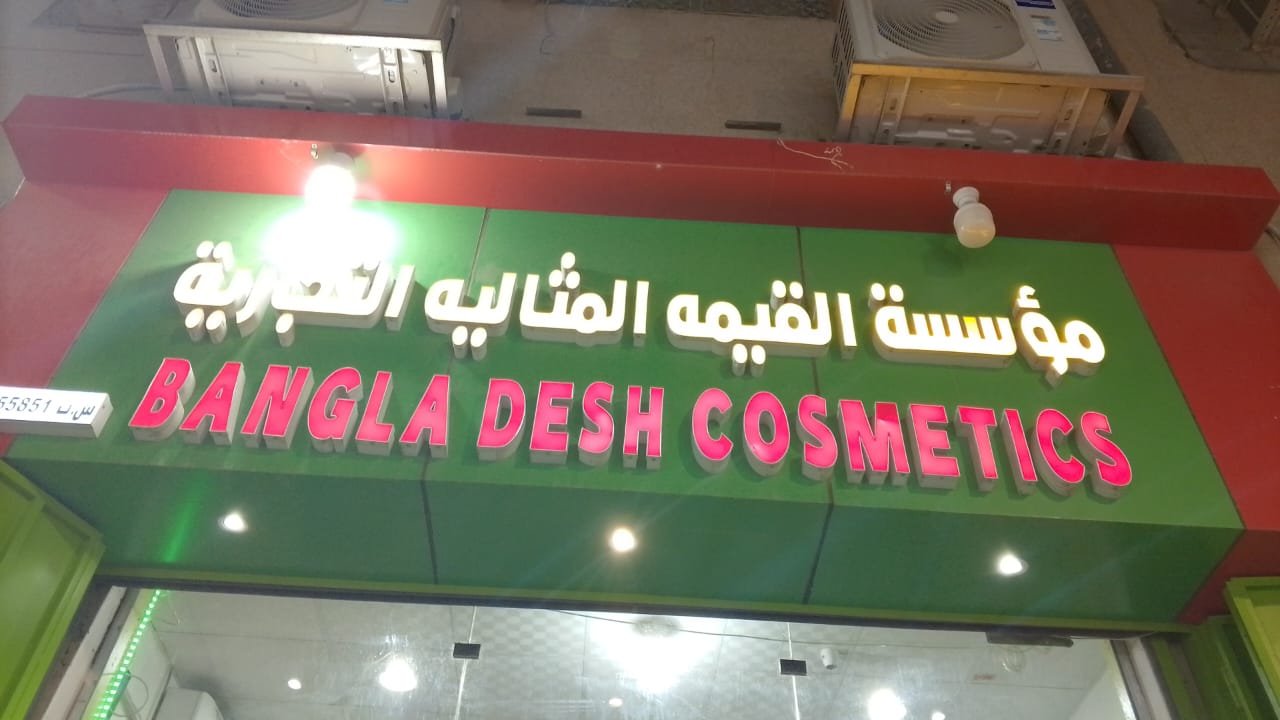 مؤسسة القيمه المثاليه التجارية
BANGLA DESH COSMETICS
س.ت 55851